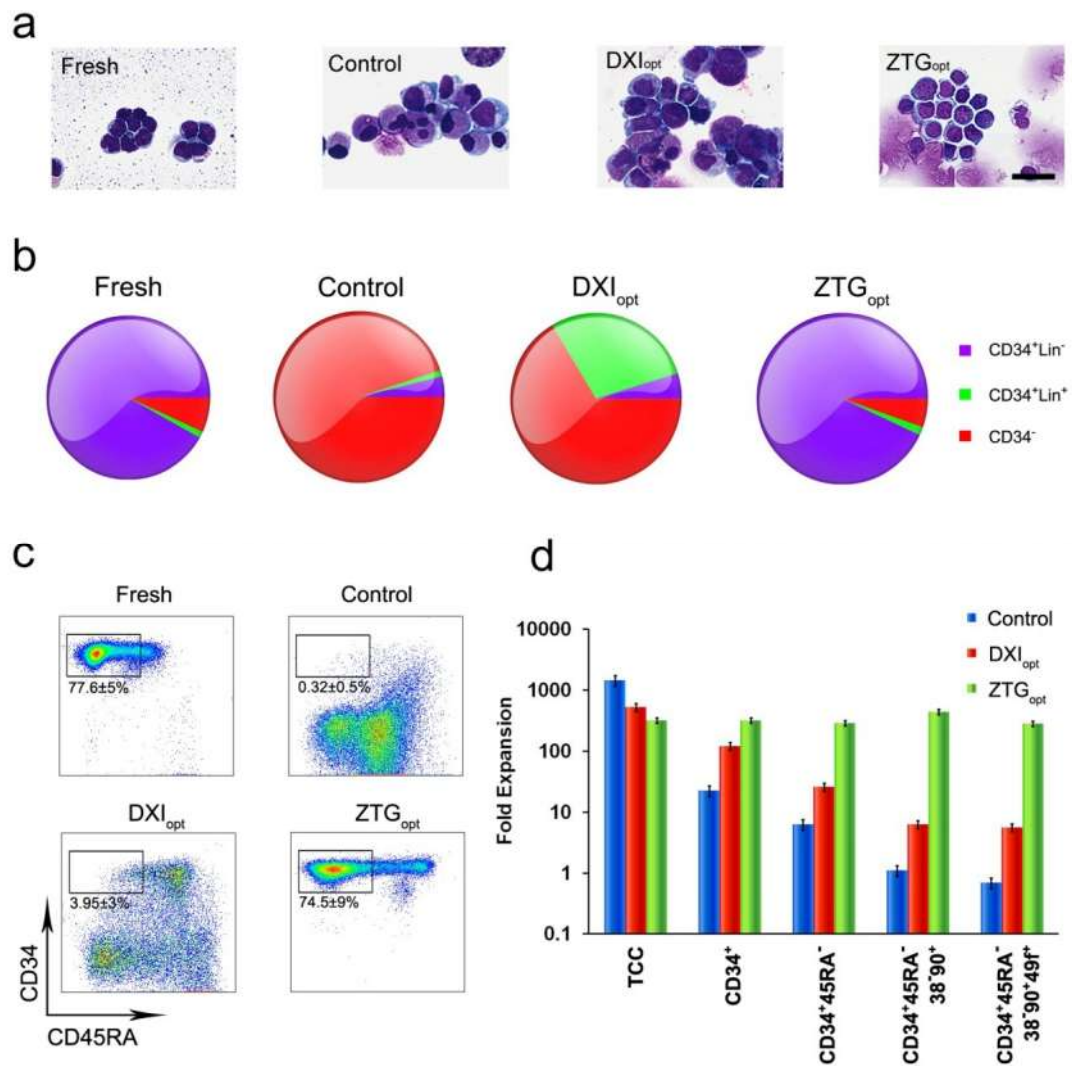 a
Fresh
Control
DXIopt
ZTGopt
b
Fresh
Control
DXIopt
ZTGopt
CD34⁺Lin⁻
CD34⁺Lin⁺
CD34⁻
c
Fresh
Control
77.6±5%
0.32±0.5%
DXIopt
ZTGopt
3.95±3%
74.5±9%
CD34
CD45RA
d
Control
DXIopt
ZTGopt
10000
1000
100
10
1
0.1
Fold Expansion
TCC
CD34⁺
CD34⁺45RA⁻
CD34⁺45RA⁻
38⁻90⁺
CD34⁺45RA⁻
38⁻90⁺49f⁺